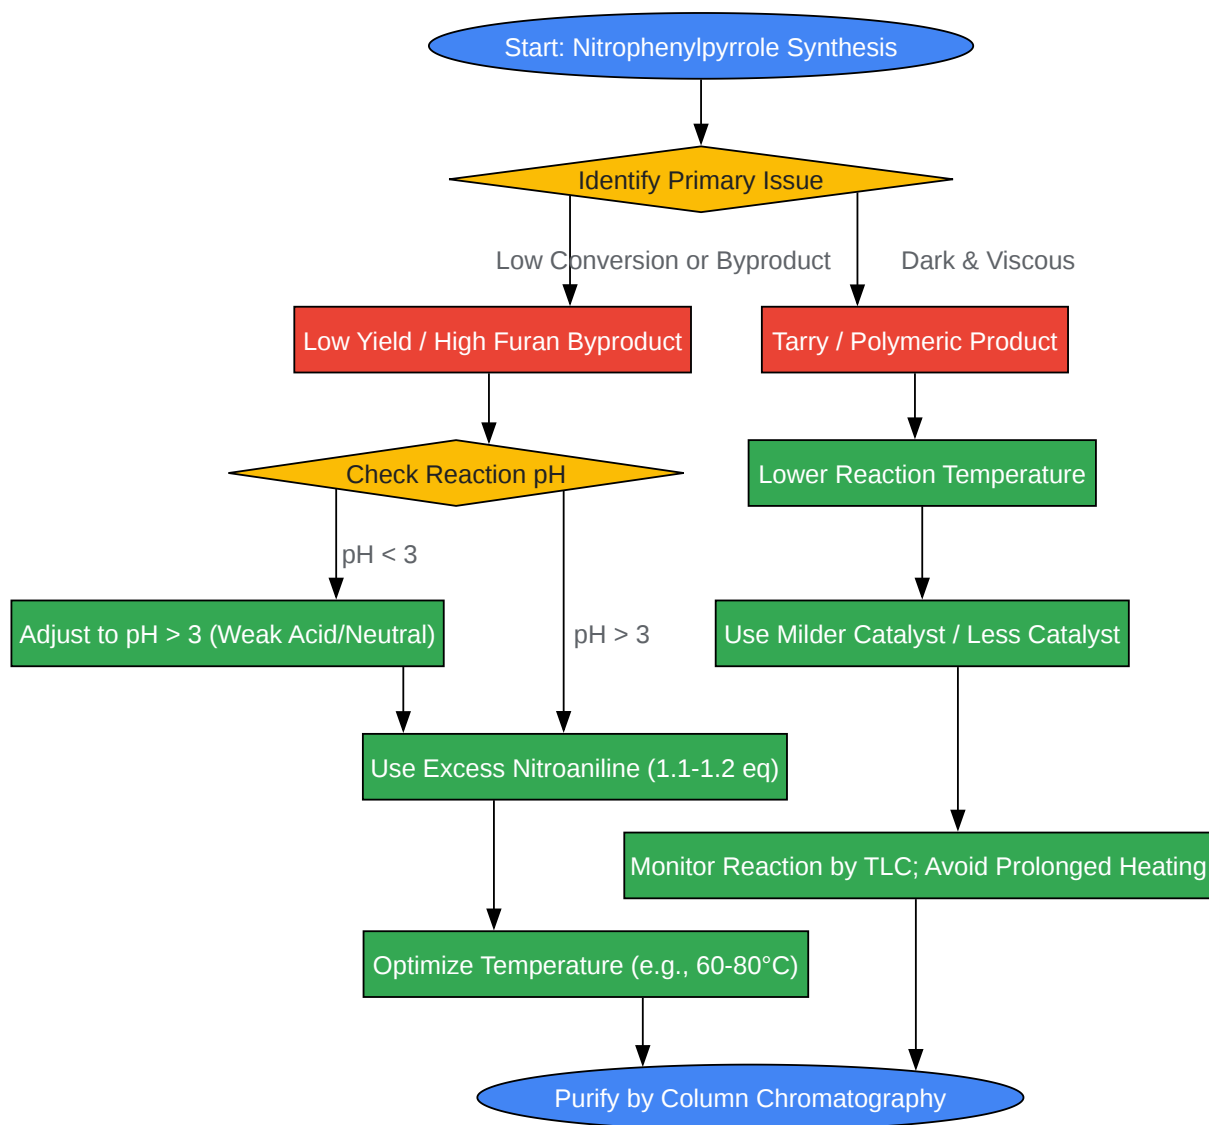 Start: Nitrophenylpyrrole Synthesis
Identify Primary Issue
Low Conversion or Byproduct
Dark & Viscous
Low Yield / High Furan Byproduct
Tarry / Polymeric Product
Check Reaction pH
Lower Reaction Temperature
pH < 3
Adjust to pH > 3 (Weak Acid/Neutral)
pH > 3
Use Milder Catalyst / Less Catalyst
Use Excess Nitroaniline (1.1-1.2 eq)
Monitor Reaction by TLC; Avoid Prolonged Heating
Optimize Temperature (e.g., 60-80°C)
Purify by Column Chromatography